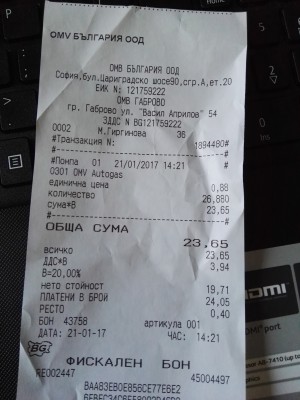 OMV БЪЛГАРИЯ ООД
ОМВ БЪЛГАРИЯ ООД
София,бул.Цариградско шосе90,сгр.А,ет.20
ЕИК N: 121759222
ОМВ ГАБРОВО
гр. Габрово ул. "Васил Априлов" 54
ЗДДС N BG121759222
0002 М.Гиргинова 36
#Транзакция N: 1894480#
#Помпа 01 21/01/2017 14:21
0301 OMV Autogas
единична цена 0,88
количество 26,880
сума*В 23,65
ОБЩА СУМА 23,65
всичко 23,65
ДДС*В 3,94
В=20,00%
нето стойност 19,71
ПЛАТЕНИ В БРОЙ 24,05
РЕСТО 0,40
БОН 43758 артикула 001
ДАТА: 21-01-17 ЧАС: 14:21
BG
ФИСКАЛЕН БОН
RE002447 45004497
BAA83EB0E856CE77E6E2